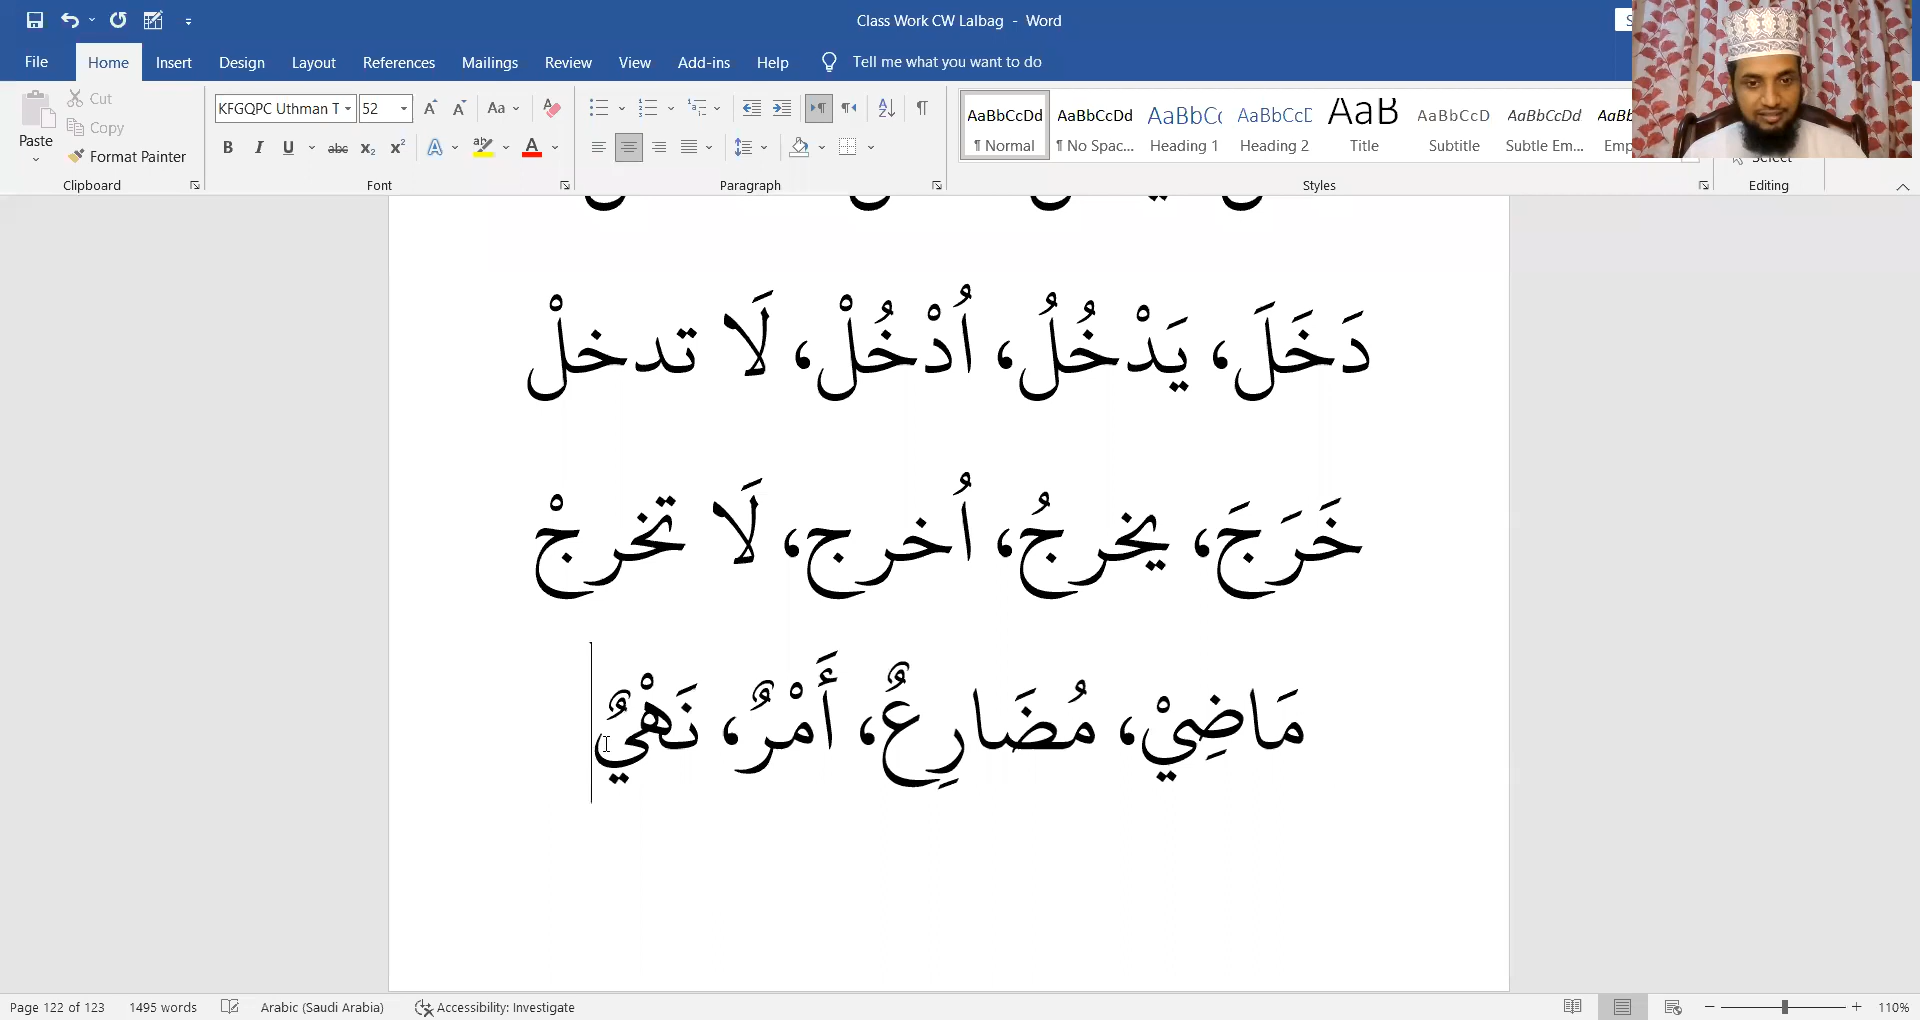 Class Work CW Lalbag - Word
File Home Insert Design Layout References Mailings Review View Add-ins Help Tell me what you want to do
Cut
Copy
Format Painter
Paste
KFGQPC Uthman T 52
AaBbCcDd AaBbCcDd AaBbCc AaBbCcD AaB AaBbCcD AaBbCcDd
¶ Normal ¶ No Spac... Heading 1 Heading 2 Title Subtitle Subtle Em...
Select
Clipboard Font Paragraph Styles Editing
دَخَلَ، يَدْخُلُ، اُدْخُلْ، لَا تدخلْ
خَرَجَ، يخرجُ، اُخرج، لَا تخرجْ
مَاضِيْ، مُضَارِعٌ، أَمْرٌ، نَهْيٌ
Page 122 of 123 1495 words Arabic (Saudi Arabia) Accessibility: Investigate 110%